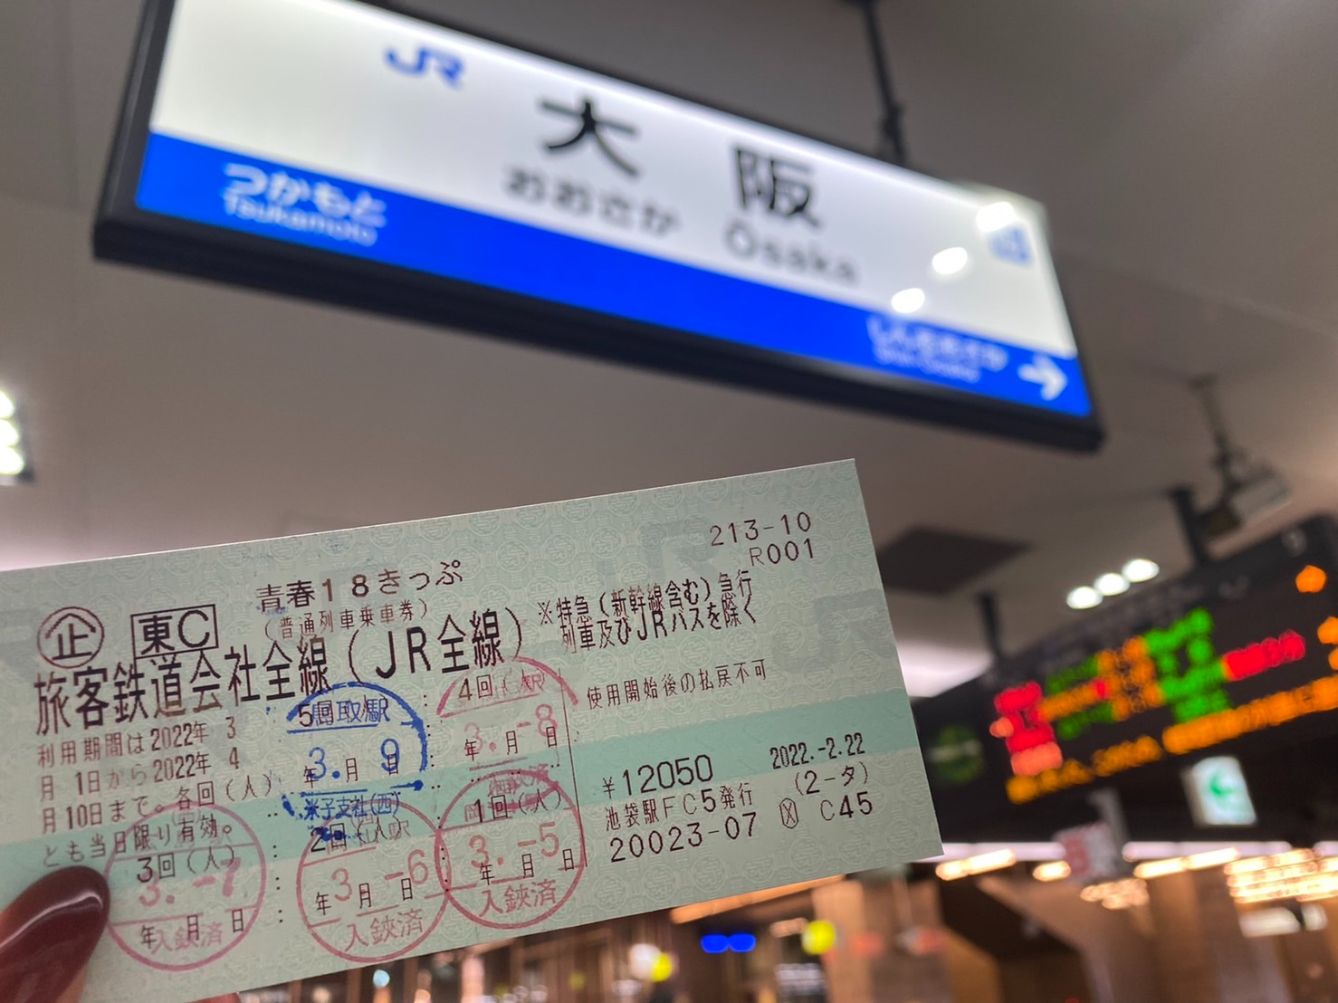 JR
大阪
おおさか Ōsaka
つかもと
Tsukamoto
しんおおさか
Shin-Ōsaka
213-10
R001
青春18きっぷ
(普通列車乗車券)
企 東C
旅客鉄道会社全線(JR全線)
※特急(新幹線含む)急行
列車及びJRバスを除く
利用期間は2022年 3
月 1日から2022年 4
月10日まで。各回(人)
とも当日限り有効。
使用開始後の払戻不可
5回
鳥取駅
3. 9
年 月 日
米子支社(西)
4回(人)
3. -8
年 月 日
3回(人)
3. -7
年 月 日
入鋏済
2回(人)
3. -6
年 月 日
入鋏済
1回(人)
3. -5
年 月 日
入鋏済
¥12050
2022.-2.22
池袋駅FC5発行
(2-タ)
20023-07 C45